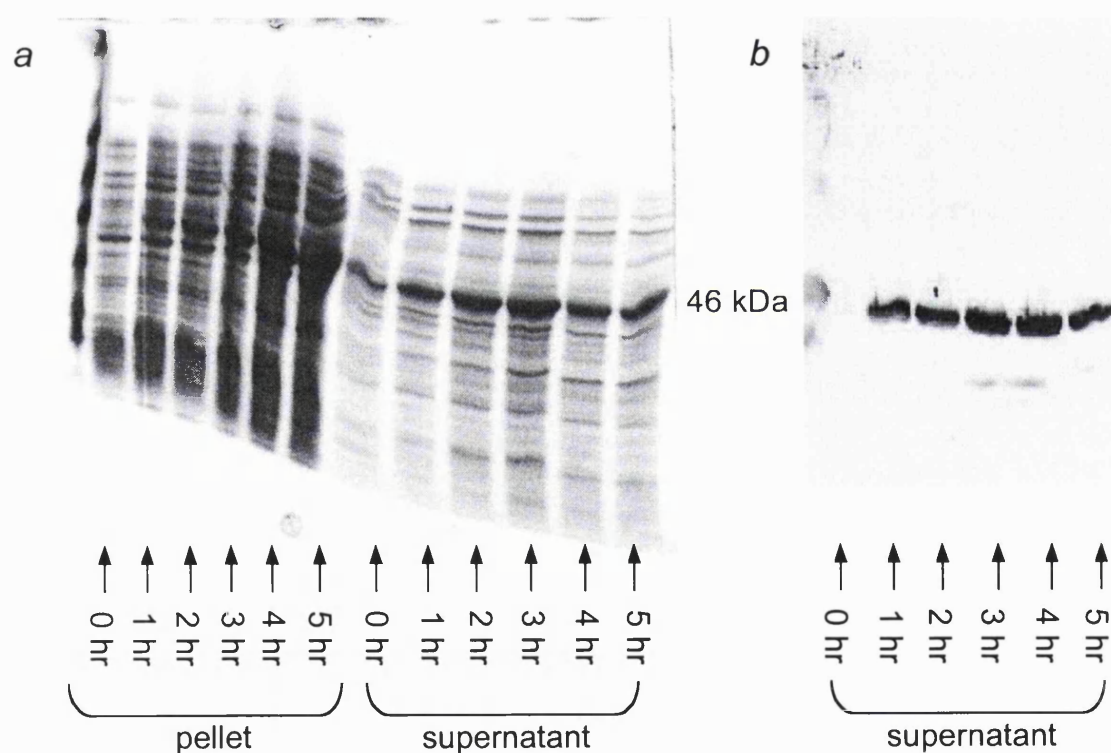 a
b
46 kDa
0 hr
1 hr
2 hr
3 hr
4 hr
5 hr
0 hr
1 hr
2 hr
3 hr
4 hr
5 hr
0 hr
1 hr
2 hr
3 hr
4 hr
5 hr
pellet
supernatant
supernatant